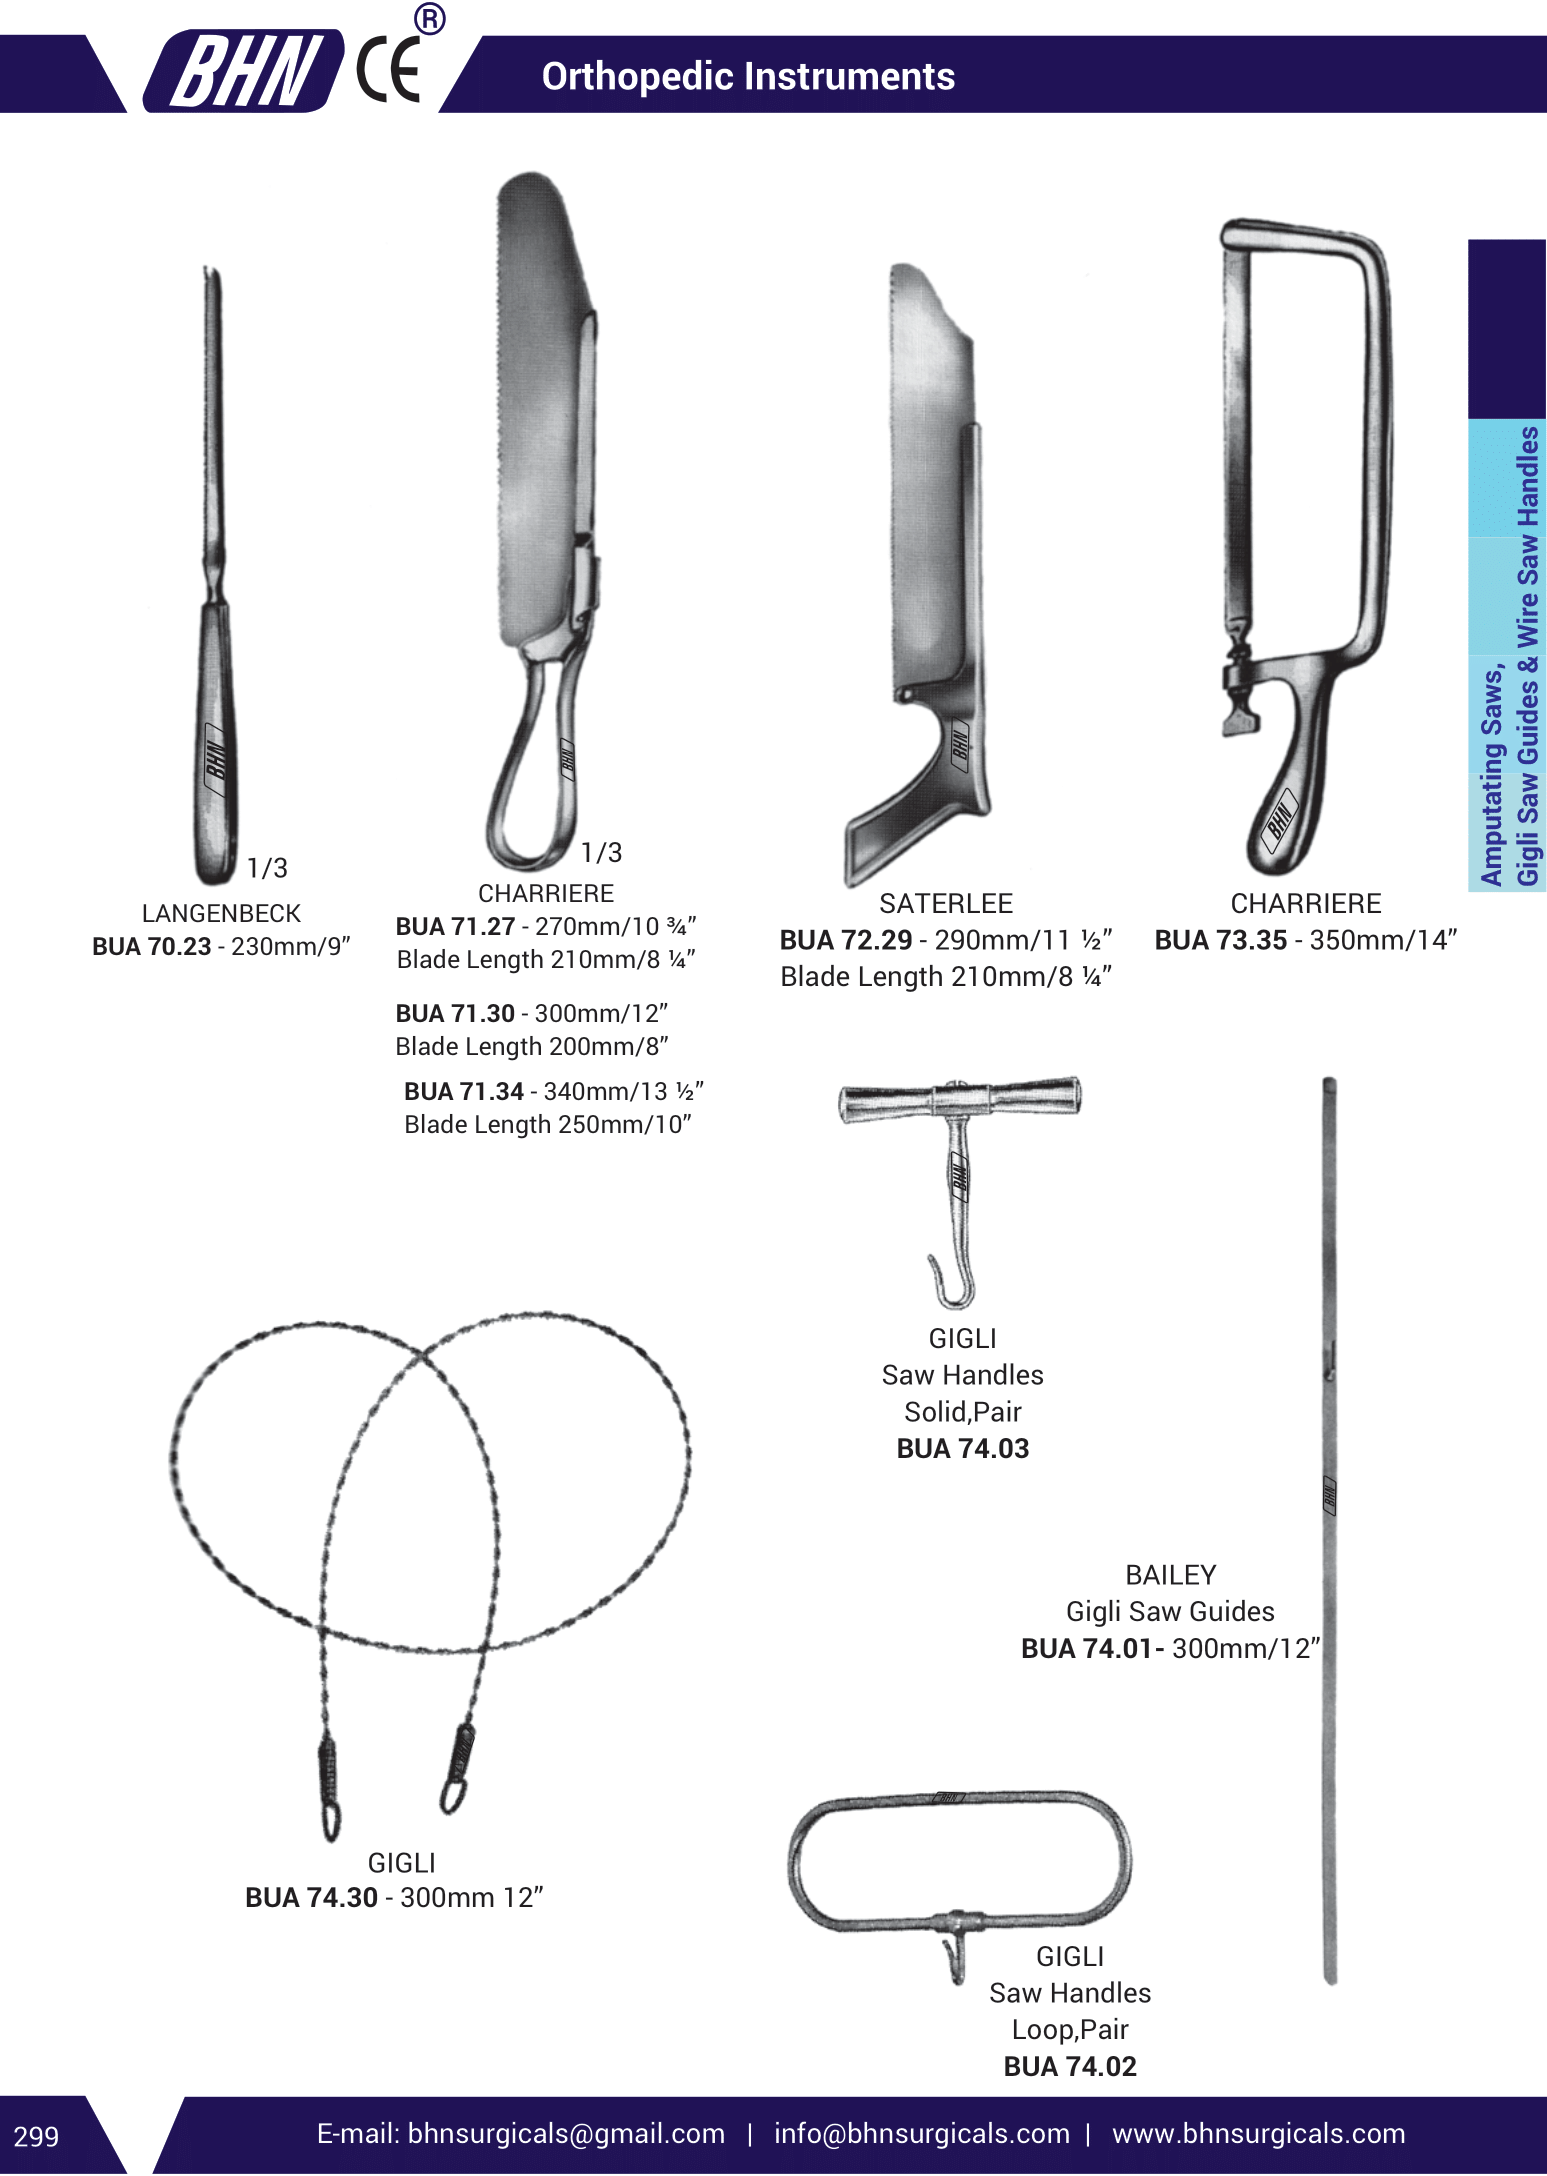 BHN CE ®
Orthopedic Instruments
Amputating Saws,
Gigli Saw Guides & Wire Saw Handles
BHN
1/3
LANGENBECK
BUA 70.23 - 230mm/9”
BHN
1/3
CHARRIERE
BUA 71.27 - 270mm/10 ¾”
Blade Length 210mm/8 ¼”
BUA 71.30 - 300mm/12”
Blade Length 200mm/8”
BUA 71.34 - 340mm/13 ½”
Blade Length 250mm/10”
BHN
SATERLEE
BUA 72.29 - 290mm/11 ½”
Blade Length 210mm/8 ¼”
BHN
CHARRIERE
BUA 73.35 - 350mm/14”
BHN
GIGLI
Saw Handles
Solid,Pair
BUA 74.03
BHN
BAILEY
Gigli Saw Guides
BUA 74.01- 300mm/12”
GIGLI
BUA 74.30 - 300mm 12”
BHN
GIGLI
Saw Handles
Loop,Pair
BUA 74.02
299
E-mail: bhnsurgicals@gmail.com | info@bhnsurgicals.com | www.bhnsurgicals.com